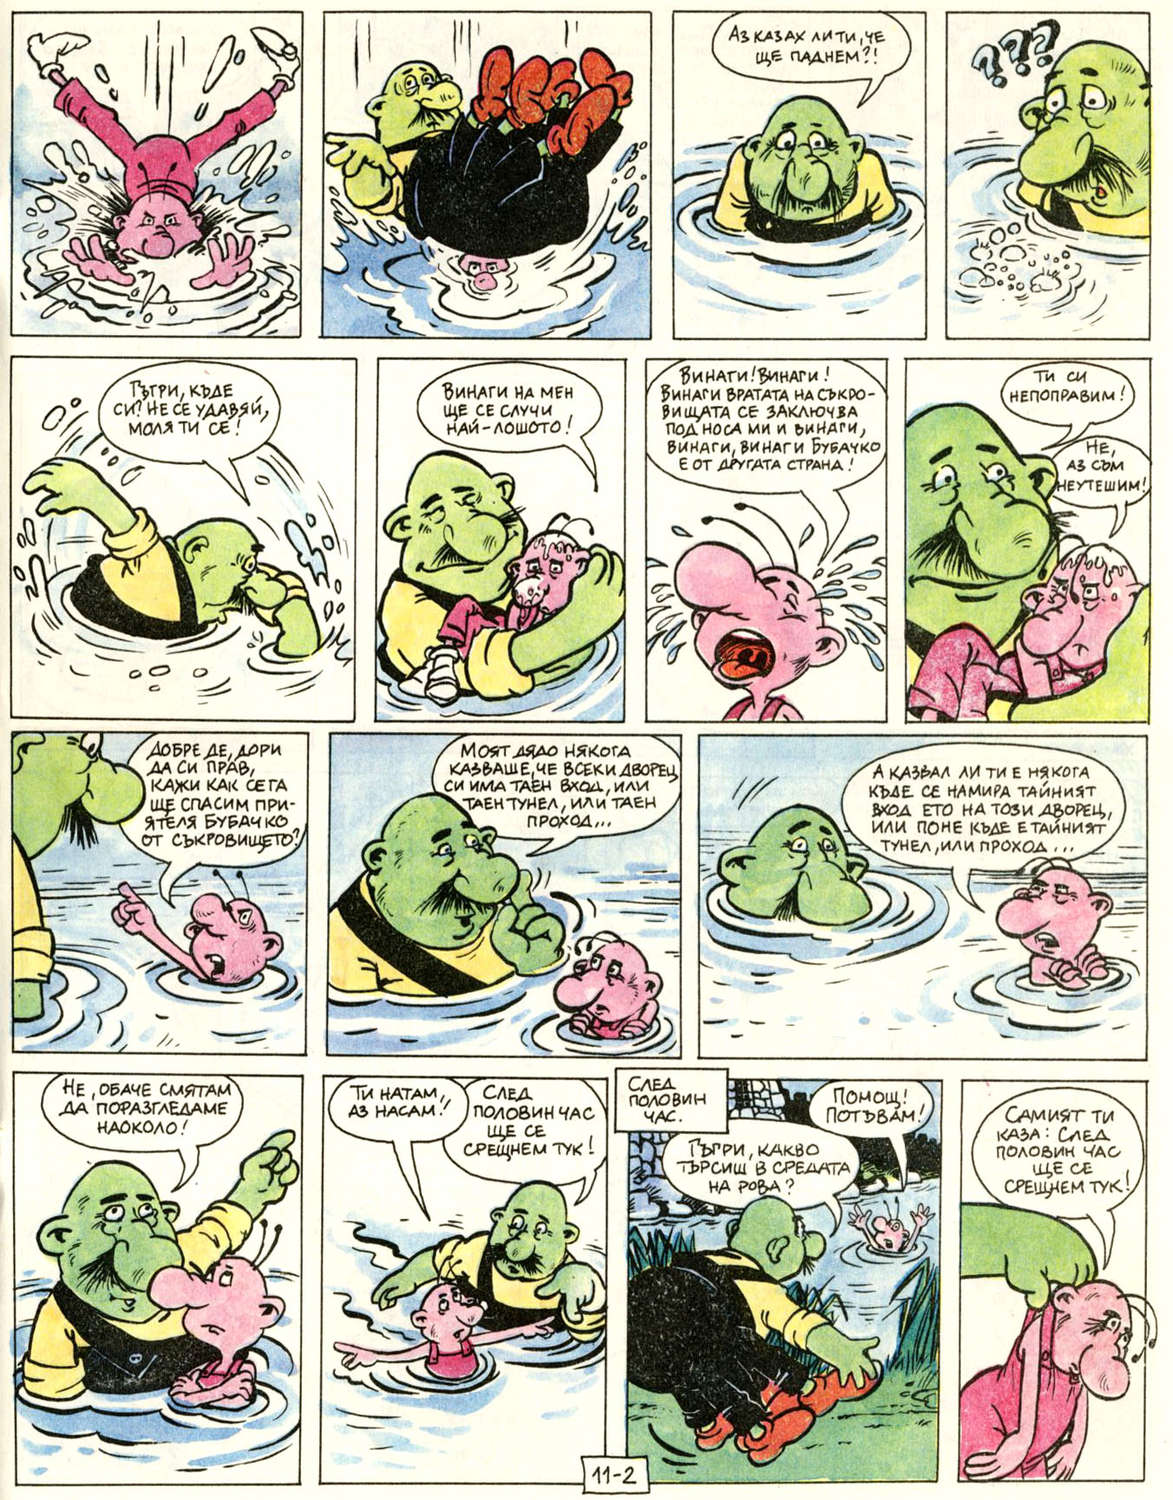 АЗ КАЗАХ ЛИ ТИ, ЧЕ
ЩЕ ПАДНЕМ?!
???
ГЪГРИ, КЪДЕ
СИ? НЕ СЕ УДАВЯЙ,
МОЛЯ ТИ СЕ!
ВИНАГИ НА МЕН
ЩЕ СЕ СЛУЧИ
НАЙ-ЛОШОТО!
ВИНАГИ! ВИНАГИ!
ВИНАГИ ВРАТАТА НА СЪКРО-
ВИЩАТА СЕ ЗАКЛЮЧВА
ПОД НОСА МИ И ВИНАГИ,
ВИНАГИ, ВИНАГИ БУБАЧКО
Е ОТ ДРУГАТА СТРАНА!
ТИ СИ
НЕПОПРАВИМ!
НЕ,
АЗ СЪМ
НЕУТЕШИМ!
ДОБРЕ ДЕ, ДОРИ
ДА СИ ПРАВ,
КАЖИ КАК СЕГА
ЩЕ СПАСИМ ПРИ-
ЯТЕЛЯ БУБАЧКО
ОТ СЪКРОВИЩЕТО?
МОЯТ ДЯДО НЯКОГА
КАЗВАШЕ, ЧЕ ВСЕКИ ДВОРЕЦ
СИ ИМА ТАЕН ВХОД, ИЛИ
ТАЕН ТУНЕЛ, ИЛИ ТАЕН
ПРОХОД...
А КАЗВАЛ ЛИ ТИ Е НЯКОГА
КЪДЕ СЕ НАМИРА ТАЙНИЯТ
ВХОД ЕТО НА ТОЗИ ДВОРЕЦ,
ИЛИ ПОНЕ КЪДЕ Е ТАЙНИЯТ
ТУНЕЛ, ИЛИ ПРОХОД...
НЕ, ОБАЧЕ СМЯТАМ
ДА ПОРАЗГЛЕДАМЕ
НАОКОЛО!
ТИ НАТАМ,
АЗ НАСАМ!
СЛЕД
ПОЛОВИН ЧАС
ЩЕ СЕ
СРЕЩНЕМ ТУК!
СЛЕД
ПОЛОВИН
ЧАС.
ПОМОЩ!
ПОТЪВАМ!
ГЪГРИ, КАКВО
ТЪРСИШ В СРЕДАТА
НА РОВА?
САМИЯТ ТИ
КАЗА: СЛЕД
ПОЛОВИН ЧАС
ЩЕ СЕ
СРЕЩНЕМ ТУК!
11-2